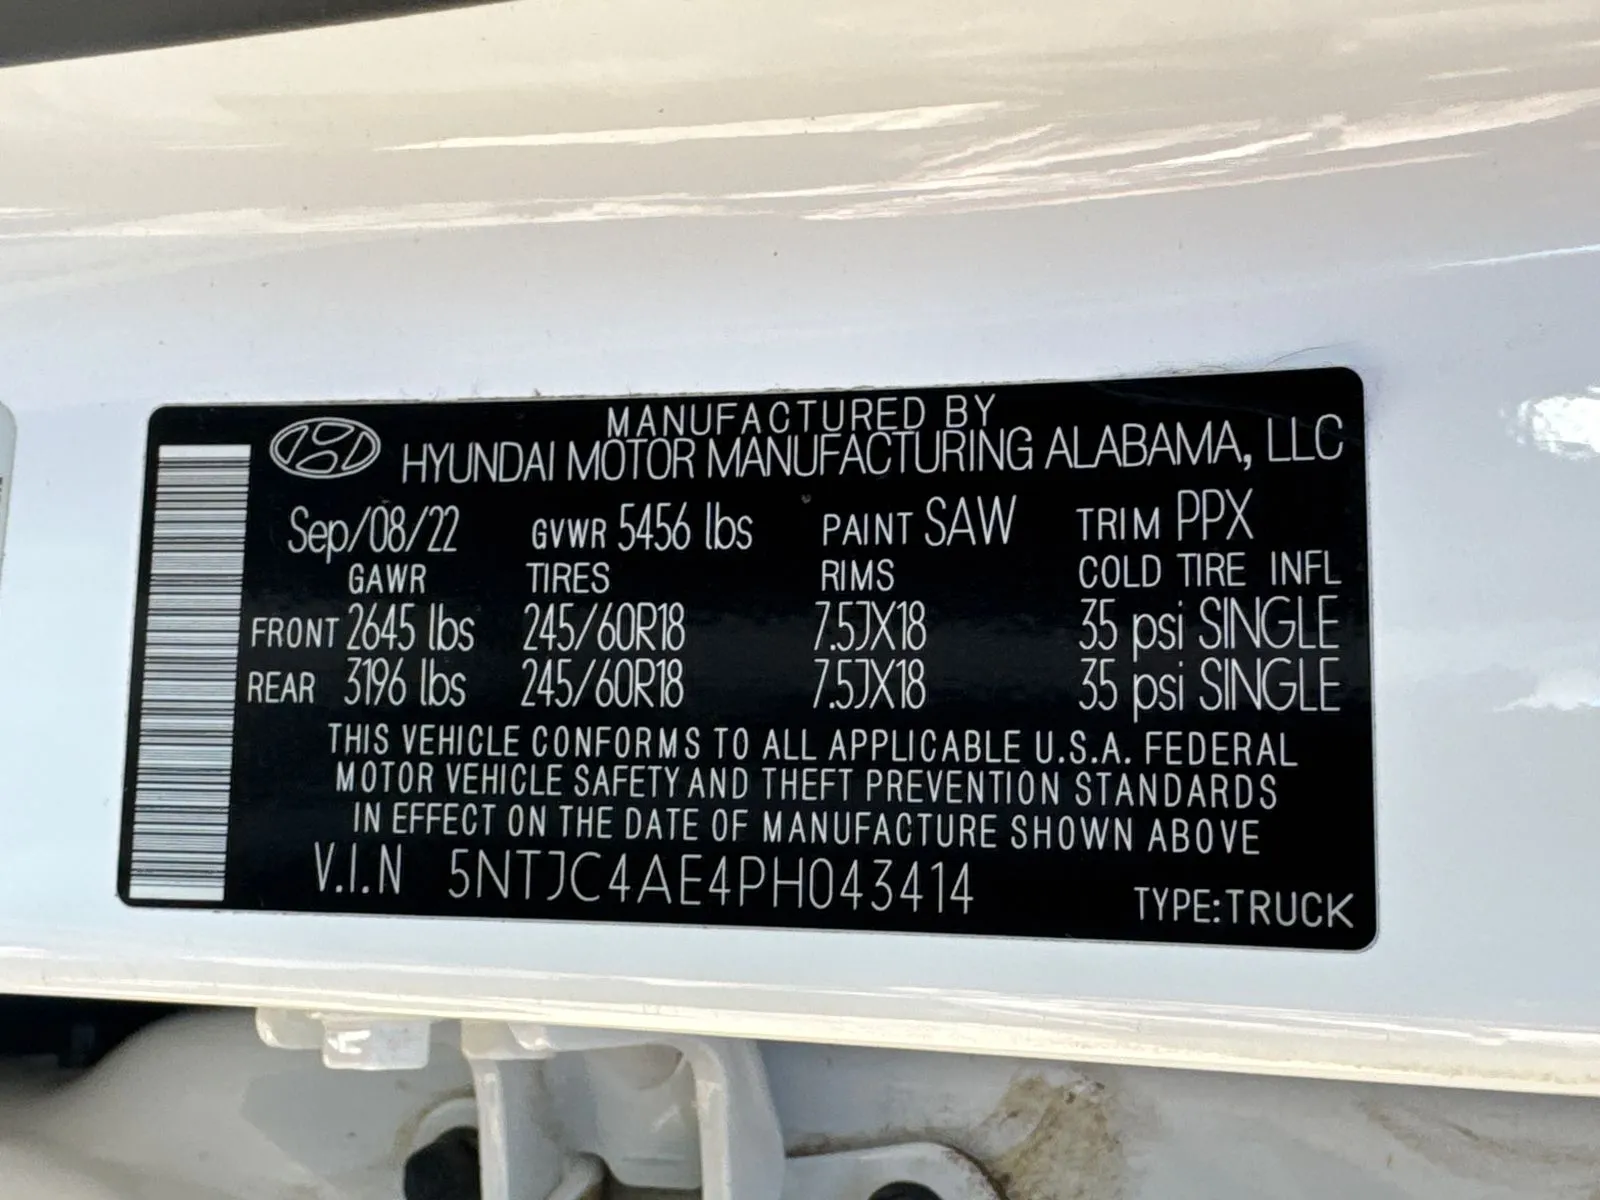 MANUFACTURED BY
HYUNDAI MOTOR MANUFACTURING ALABAMA, LLC
Sep/08/22 GVWR 5456 lbs PAINT SAW TRIM PPX
GAWR TIRES RIMS COLD TIRE INFL
FRONT 2645 lbs 245/60R18 7.5JX18 35 psi SINGLE
REAR 3196 lbs 245/60R18 7.5JX18 35 psi SINGLE
THIS VEHICLE CONFORMS TO ALL APPLICABLE U.S.A. FEDERAL
MOTOR VEHICLE SAFETY AND THEFT PREVENTION STANDARDS
IN EFFECT ON THE DATE OF MANUFACTURE SHOWN ABOVE
V.I.N 5NTJC4AE4PH043414 TYPE:TRUCK